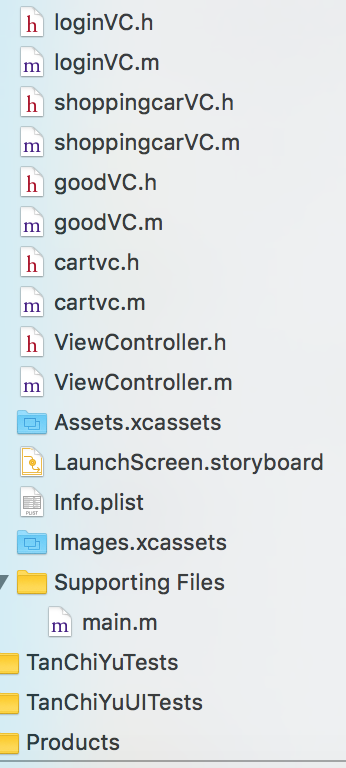 h loginVC.h
m loginVC.m
h shoppingcarVC.h
m shoppingcarVC.m
h goodVC.h
m goodVC.m
h cartvc.h
m cartvc.m
h ViewController.h
m ViewController.m
Assets.xcassets
LaunchScreen.storyboard
PLIST Info.plist
Images.xcassets
Supporting Files
m main.m
TanChiYuTests
TanChiYuUITests
Products